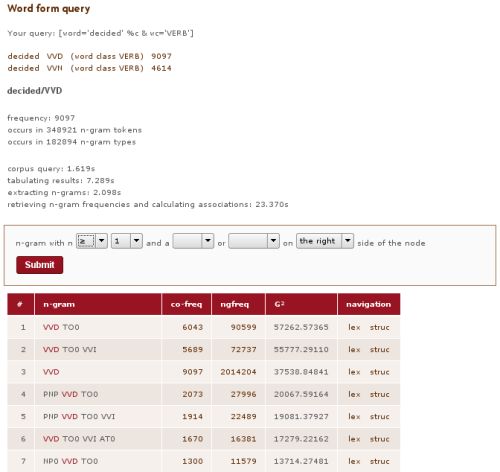 Word form query
Your query: [word='decided' %c & wc='VERB']
decided VVD (word class VERB) 9097
decided VVN (word class VERB) 4614
decided/VVD
frequency: 9097
occurs in 348921 n-gram tokens
occurs in 182894 n-gram types
corpus query: 1.619s
tabulating results: 7.289s
extracting n-grams: 2.098s
retrieving n-gram frequencies and calculating associations: 23.370s
n-gram with n ≥ 1 and a or on the right side of the node
Submit
# n-gram co-freq ngfreq G² navigation
1 VVD TO0 6043 90599 57262.57365 lex struc
2 VVD TO0 VVI 5689 72737 55777.29110 lex struc
3 VVD 9097 2014204 37538.84841 lex struc
4 PNP VVD TO0 2073 27996 20067.59164 lex struc
5 PNP VVD TO0 VVI 1914 22489 19081.37927 lex struc
6 VVD TO0 VVI AT0 1670 16381 17279.22162 lex struc
7 NP0 VVD TO0 1300 11579 13714.27481 lex struc